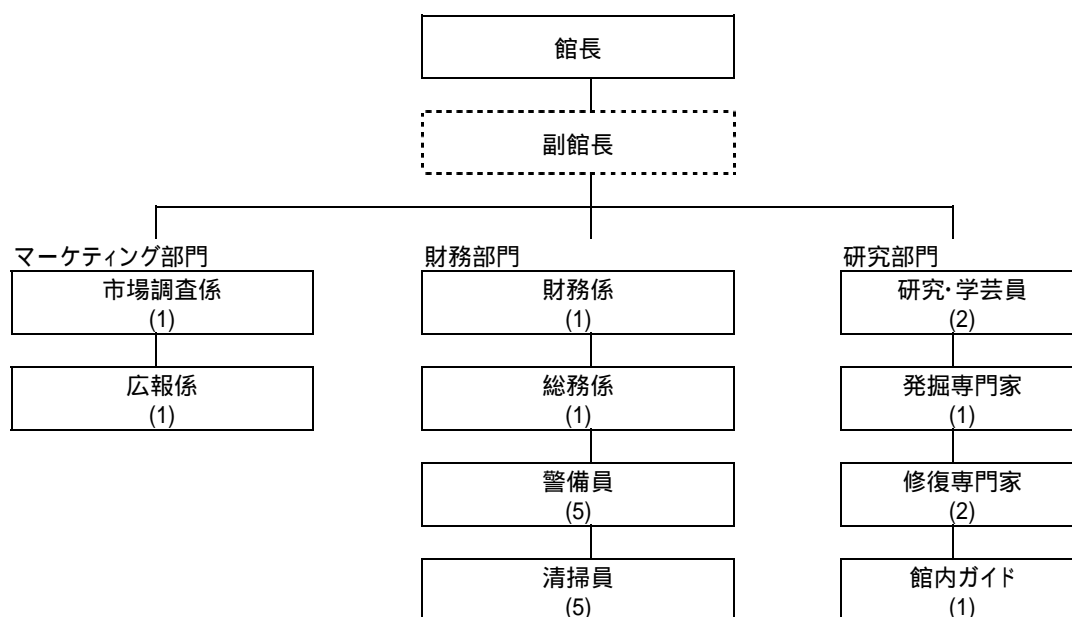 館長
副館長
マーケティング部門
市場調査係
(1)
広報係
(1)
財務部門
財務係
(1)
総務係
(1)
警備員
(5)
清掃員
(5)
研究部門
研究・学芸員
(2)
発掘専門家
(1)
修復専門家
(2)
館内ガイド
(1)